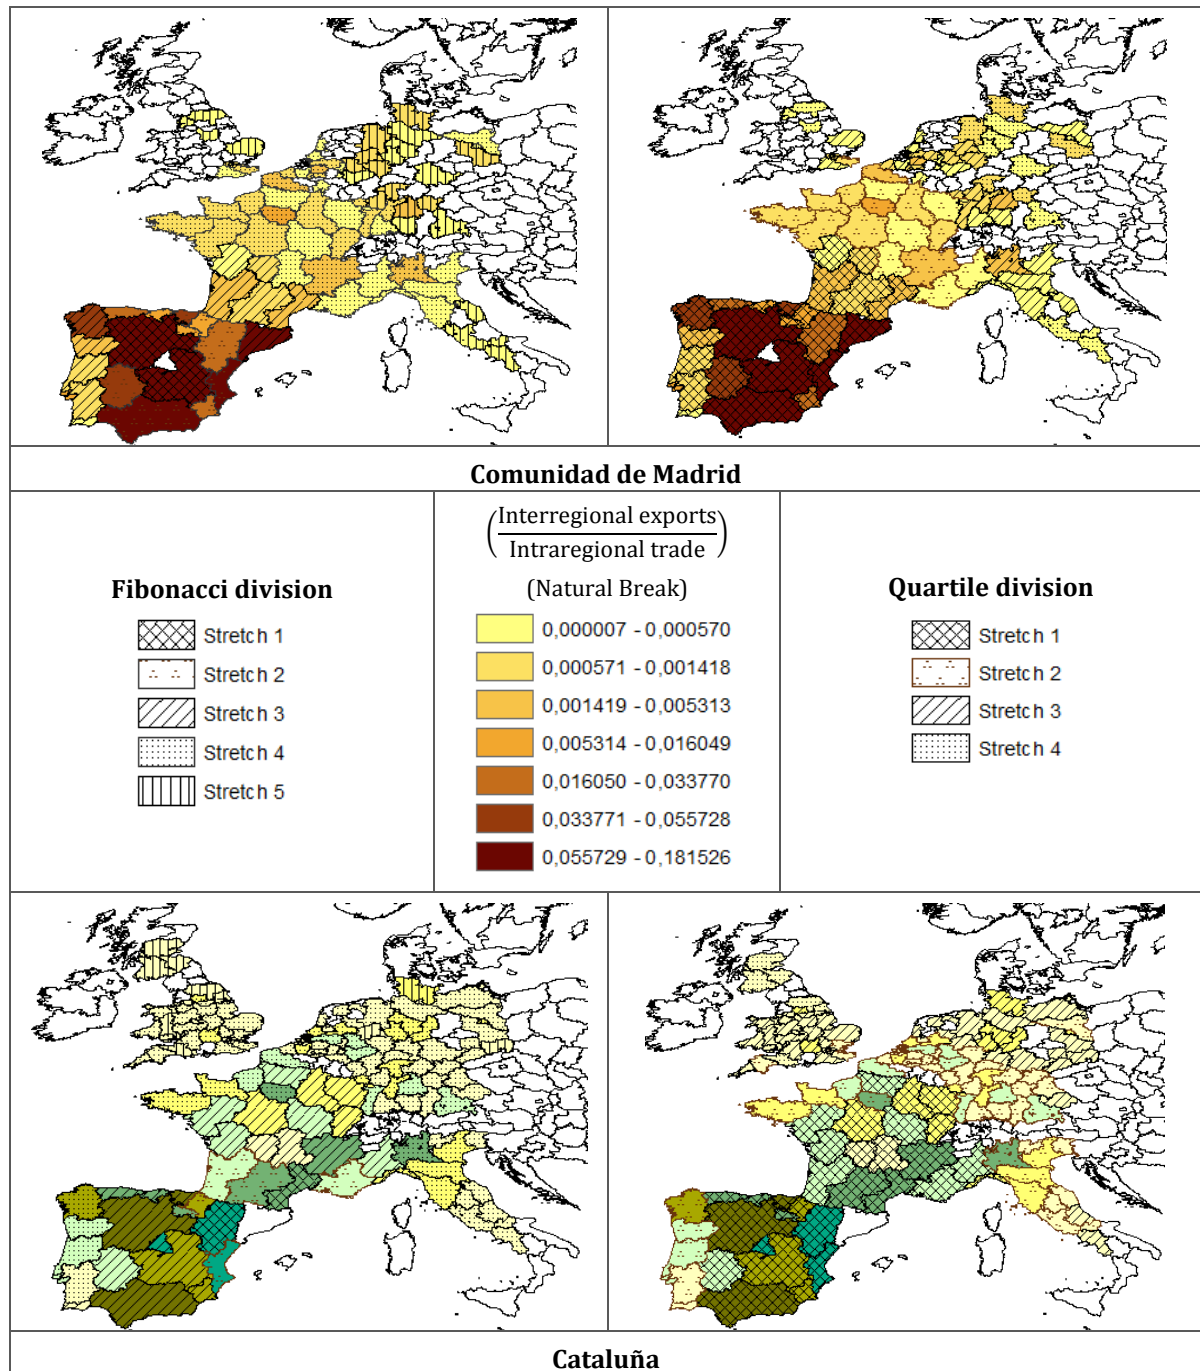 Comunidad de Madrid
Fibonacci division
Stretch 1
Stretch 2
Stretch 3
Stretch 4
Stretch 5
(Interregional exports
Intraregional trade)
(Natural Break)
0,000007 - 0,000570
0,000571 - 0,001418
0,001419 - 0,005313
0,005314 - 0,016049
0,016050 - 0,033770
0,033771 - 0,055728
0,055729 - 0,181526
Quartile division
Stretch 1
Stretch 2
Stretch 3
Stretch 4
Cataluña